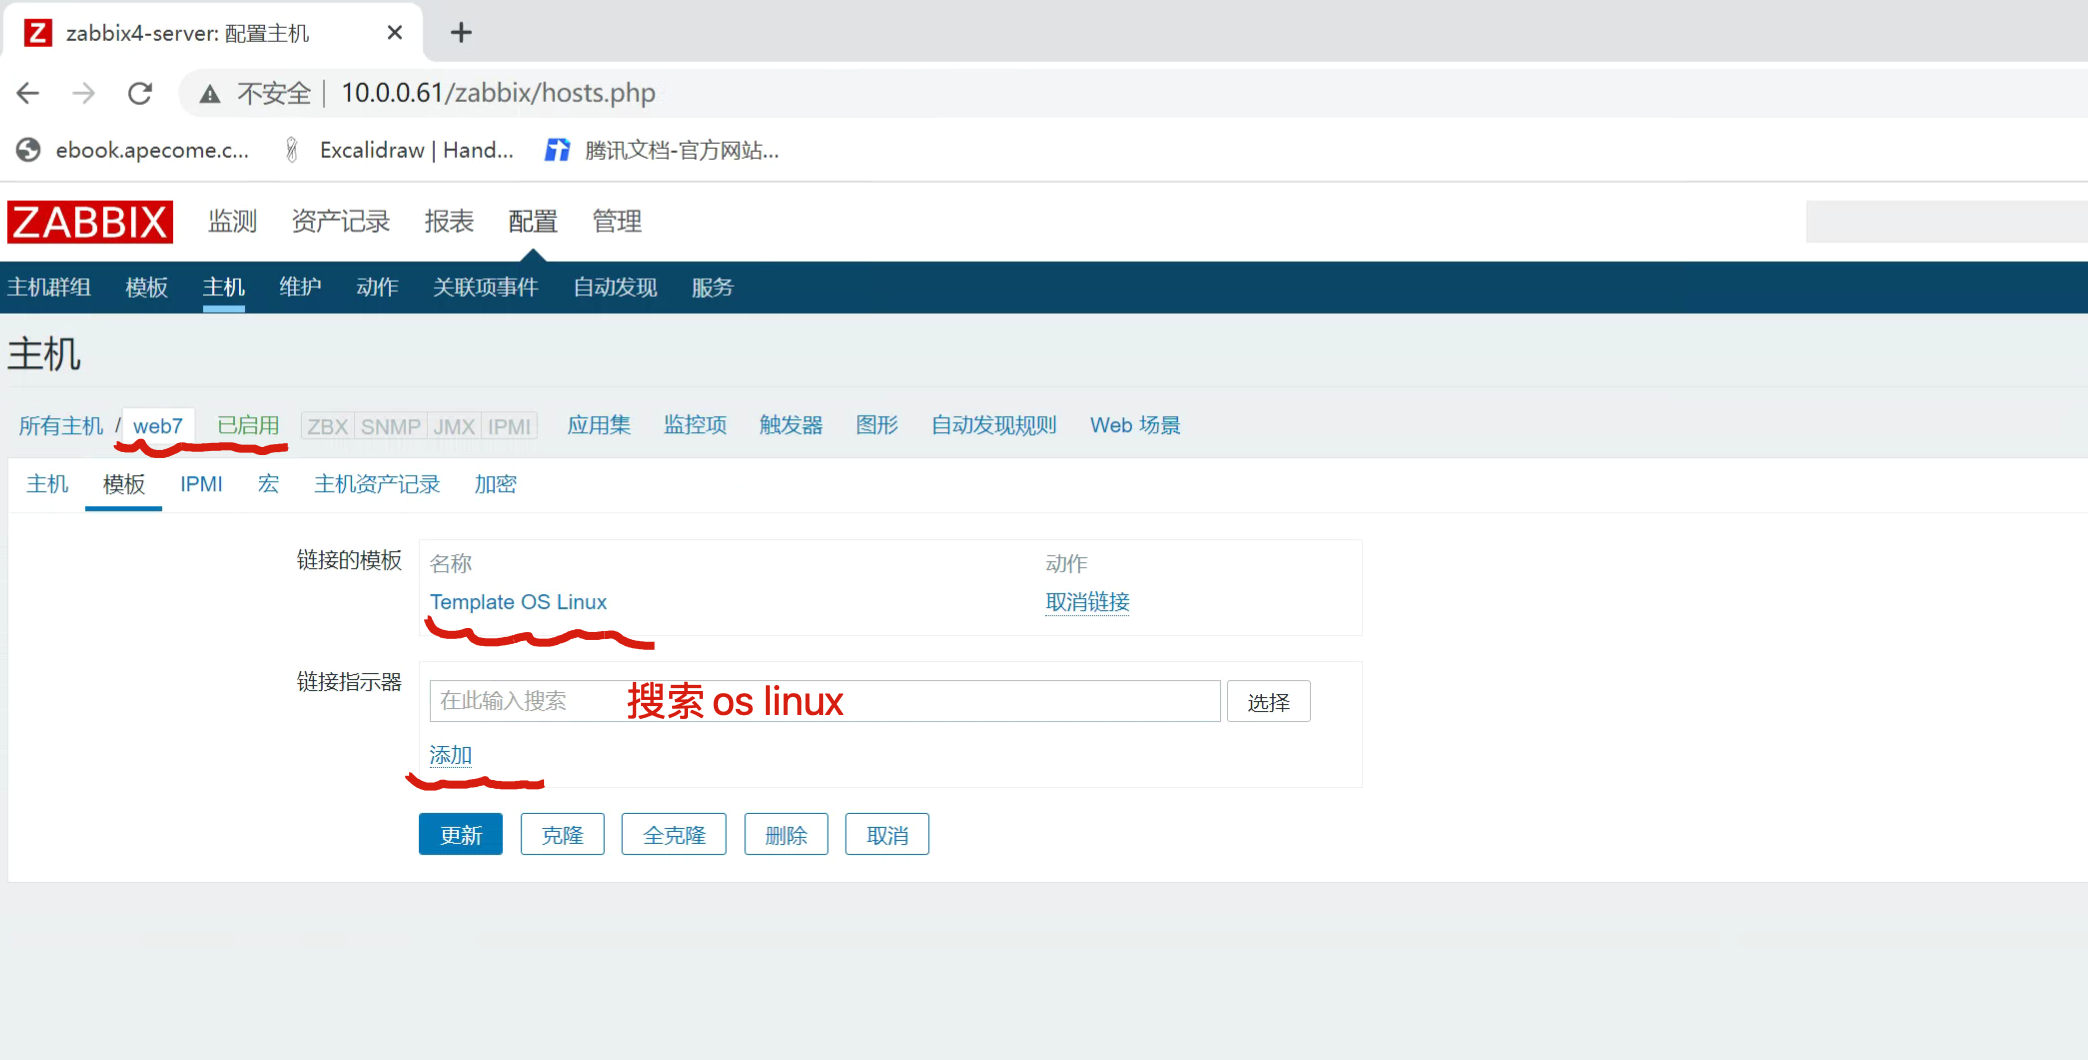 Z zabbix4-server: 配置主机
不安全 10.0.0.61/zabbix/hosts.php
ebook.apecome.c... Excalidraw | Hand... 腾讯文档-官方网站...
ZABBIX 监测 资产记录 报表 配置 管理
主机群组 模板 主机 维护 动作 关联项事件 自动发现 服务
主机
所有主机 / web7 已启用 ZBX SNMP JMX IPMI 应用集 监控项 触发器 图形 自动发现规则 Web 场景
主机 模板 IPMI 宏 主机资产记录 加密
链接的模板 名称 动作
Template OS Linux 取消链接
链接指示器
在此输入搜索 搜索 os linux 选择
添加
更新 克隆 全克隆 删除 取消